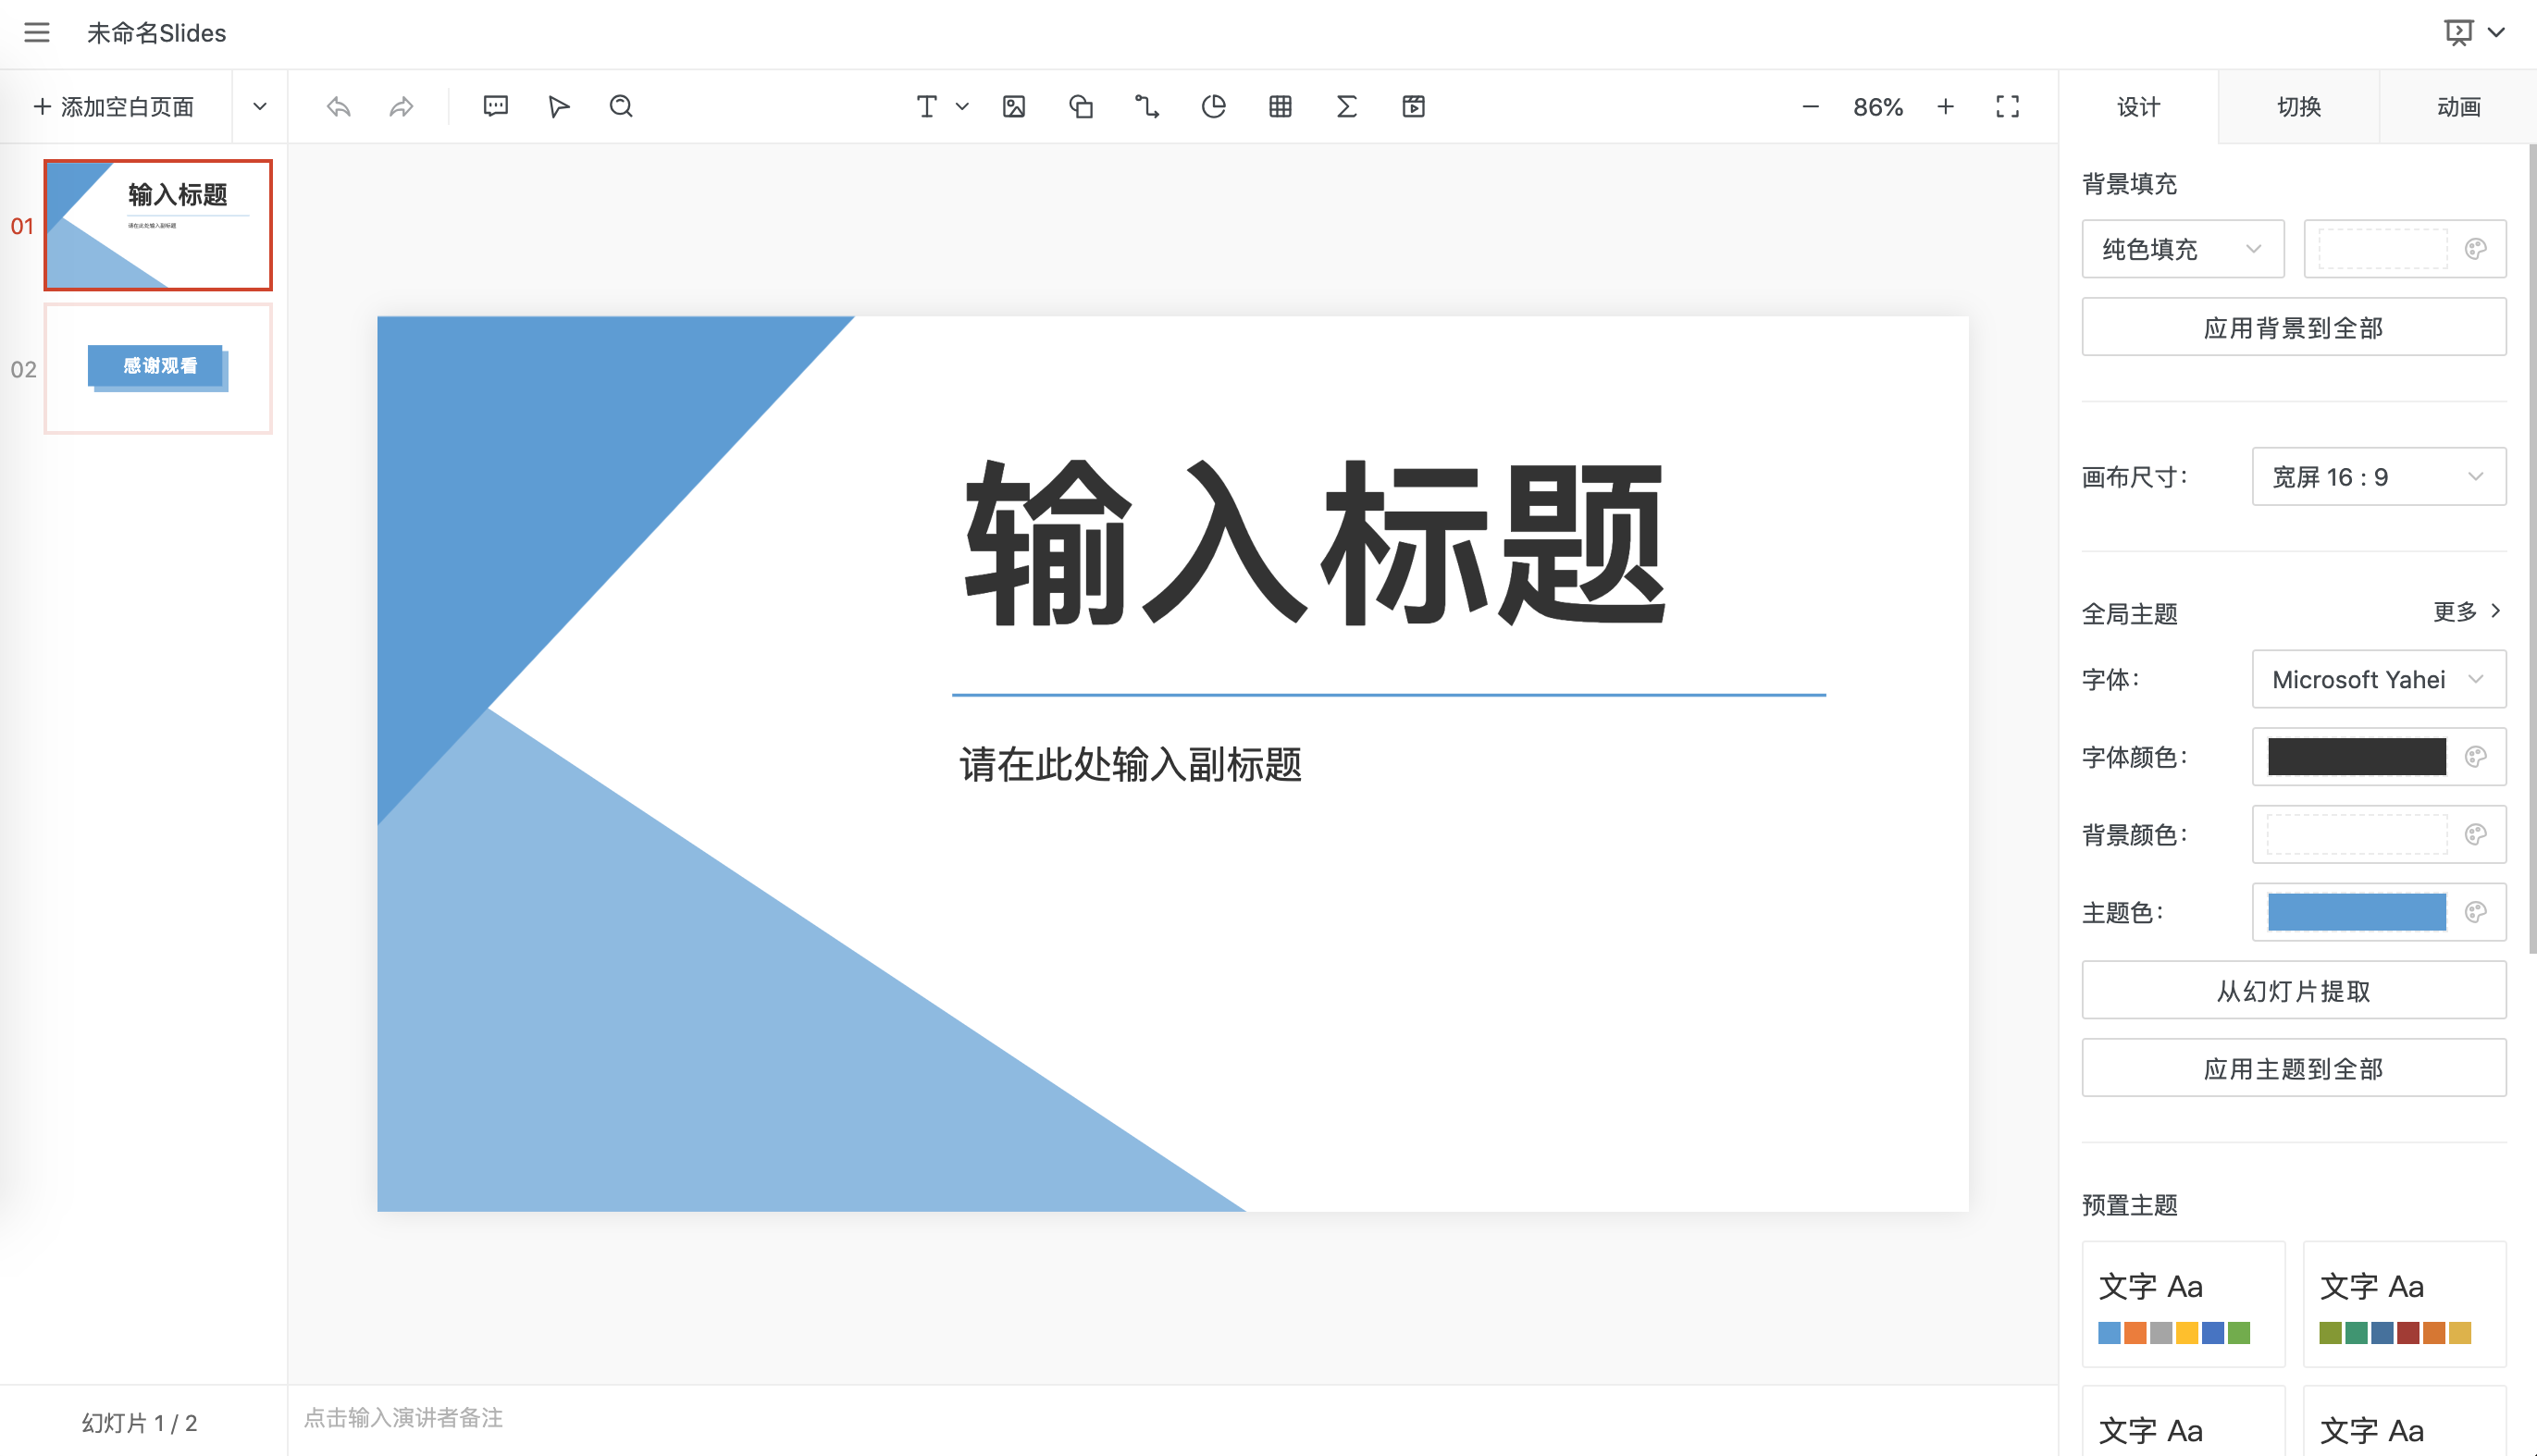 未命名Slides
添加空白页面
86%
设计
切换
动画
01
输入标题
请在此处输入副标题
02
感谢观看
输入标题
请在此处输入副标题
背景填充
纯色填充
应用背景到全部
画布尺寸：
宽屏 16 : 9
全局主题
更多
字体：
Microsoft Yahei
字体颜色：
背景颜色：
主题色：
从幻灯片提取
应用主题到全部
预置主题
文字 Aa
文字 Aa
文字 Aa
文字 Aa
幻灯片 1 / 2
点击输入演讲者备注